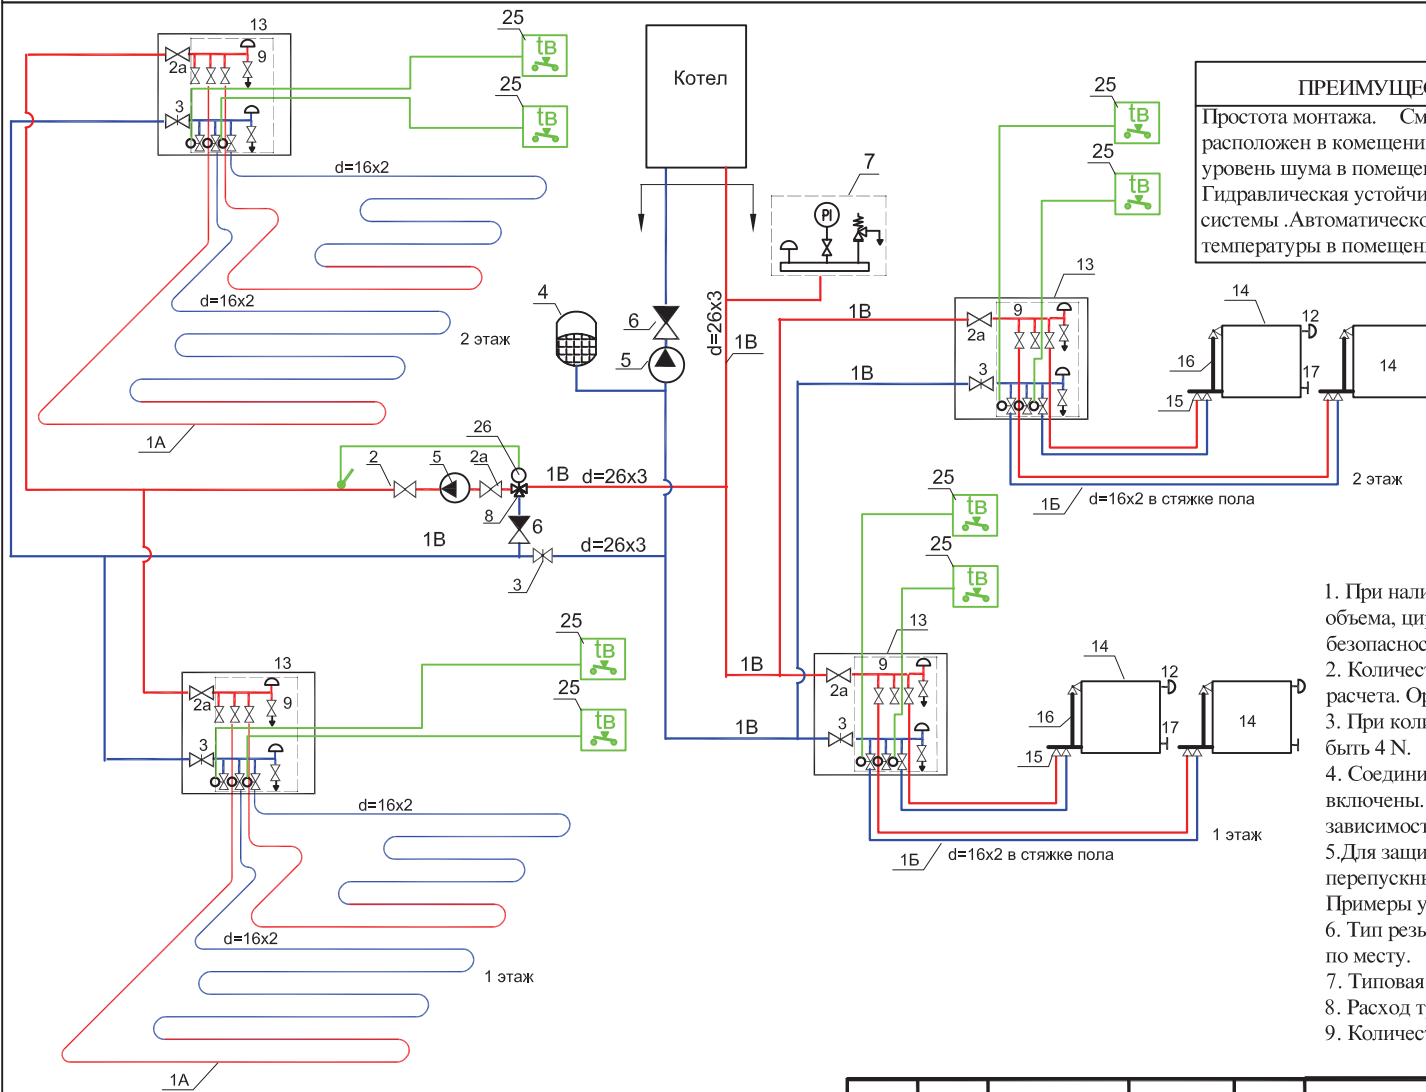 13
25
tв
2а
9
3
25
tв
d=16x2
d=16x2
2 этаж
1А
Котел
7
PI
4
6
5
d=26x3
1В
25
tв
25
tв
13
1В
9
2а
1В
3
ПРЕИМУЩЕС
Простота монтажа. См
расположен в комещени
уровень шума в помещен
Гидравлическая устойчи
системы .Автоматическо
температуры в помещен
14
12
16
17
15
14
2 этаж
1Б
d=16x2 в стяжке пола
26
2
5
2а
1В
d=26x3
8
6
1В
d=26x3
3
25
tв
25
tв
13
1В
9
2а
1В
3
14
12
16
17
15
14
1 этаж
1Б
d=16x2 в стяжке пола
25
tв
25
tв
13
2а
9
3
d=16x2
d=16x2
1 этаж
1А
1. При нали
объема, цир
безопаснос
2. Количест
расчета. Ор
3. При коли
быть 4 N.
4. Соедини
включены.
зависимост
5.Для защи
перепускны
Примеры у
6. Тип резь
по месту.
7. Типовая
8. Расход т
9. Количес